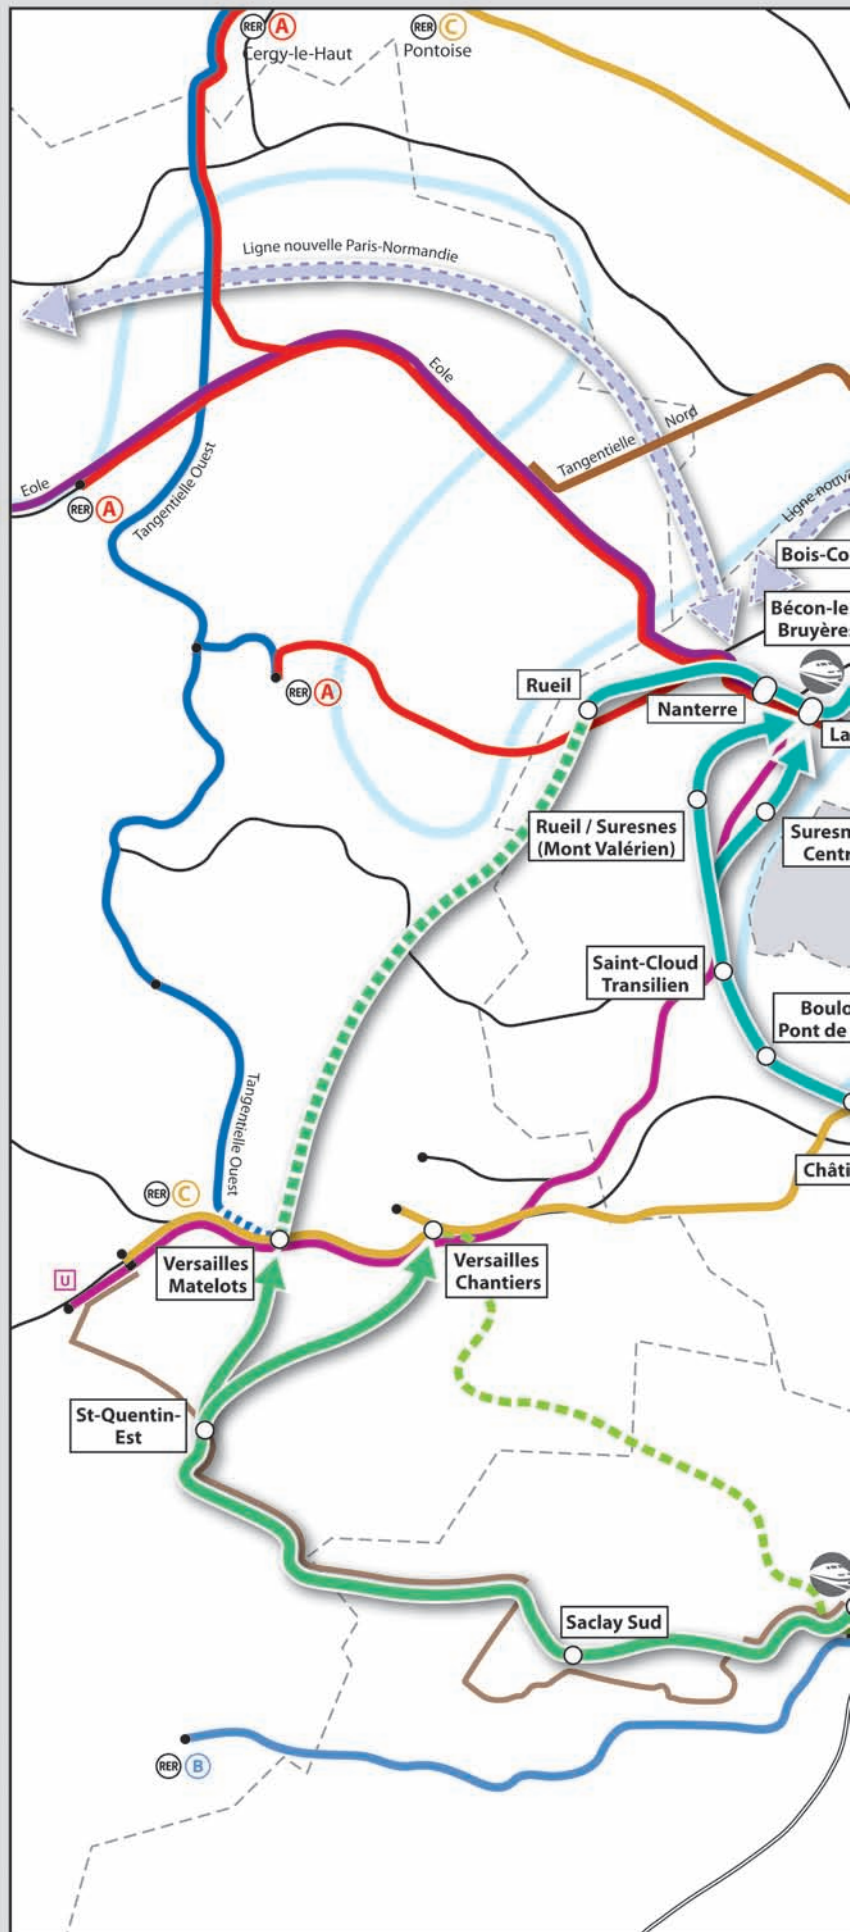 RER A
Cergy-le-Haut
RER C
Pontoise
Ligne nouvelle Paris-Normandie
Eole
Tangentielle Nord
Eole
RER A
Tangentielle Ouest
Ligne nouv
Bois-Co
Bécon-le
Bruyère
RER A
Rueil
Nanterre
La
Rueil / Suresnes
(Mont Valérien)
Suresn
Centr
Saint-Cloud
Transilien
Boulo
Pont de
Tangentielle Ouest
Châti
RER C
U
Versailles
Matelots
Versailles
Chantiers
St-Quentin-
Est
Saclay Sud
RER B